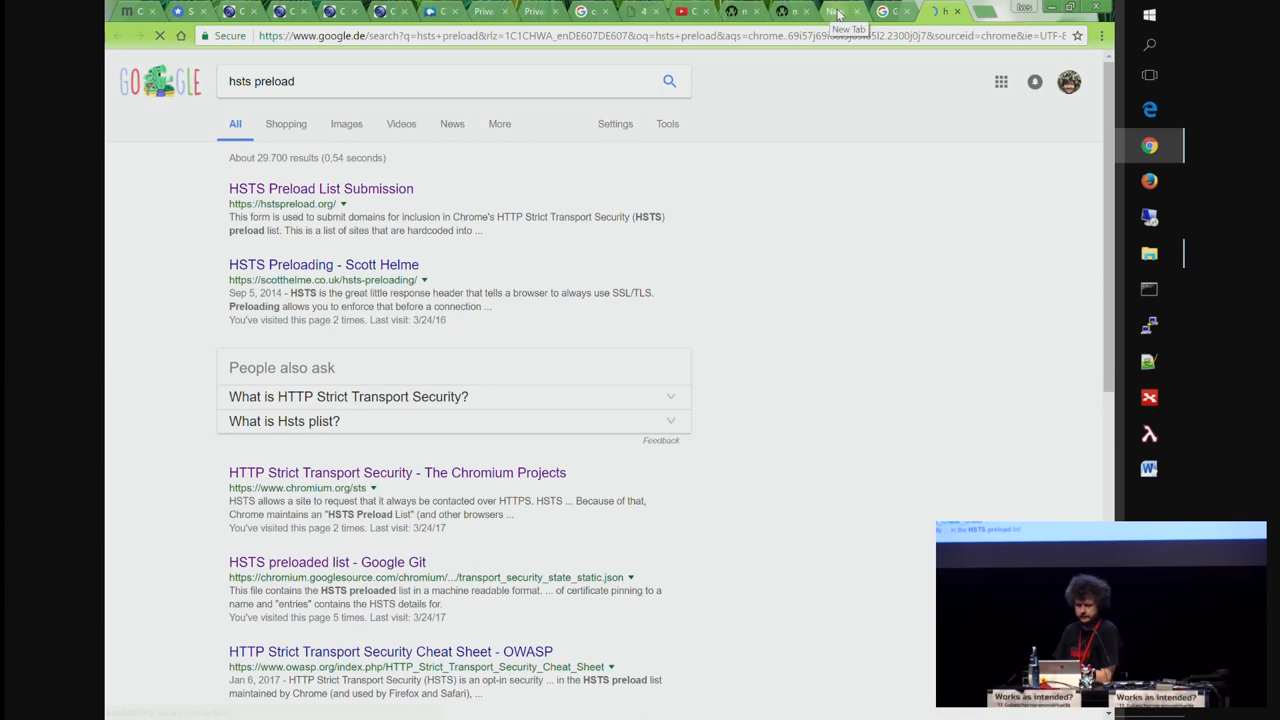 Ives
New Tab
Secure
https://www.google.de/search?q=hsts+preload&rlz=1C1CHWA_enDE607DE607&oq=hsts+preload&aqs=chrome
hsts preload
All
Shopping
Images
Videos
News
More
Settings
Tools
About 29.700 results (0,54 seconds)
HSTS Preload List Submission
https://hstspreload.org/
This form is used to submit domains for inclusion in Chrome's HTTP Strict Transport Security (HSTS)
preload list. This is a list of sites that are hardcoded into ...
HSTS Preloading - Scott Helme
https://scotthelme.co.uk/hsts-preloading/
Sep 5, 2014 - HSTS is the great little response header that tells a browser to always use SSL/TLS.
Preloading allows you to enforce that before a connection ...
You've visited this page 2 times. Last visit: 3/24/16
People also ask
What is HTTP Strict Transport Security?
What is Hsts plist?
Feedback
HTTP Strict Transport Security - The Chromium Projects
https://www.chromium.org/sts
HSTS allows a site to request that it always be contacted over HTTPS. HSTS ... Because of that,
Chrome maintains an "HSTS Preload List" (and other browsers ...
You've visited this page 2 times. Last visit: 3/24/17
HSTS preloaded list - Google Git
https://chromium.googlesource.com/chromium/.../transport_security_state_static.json
This file contains the HSTS preloaded list in a machine readable format. ... of certificate pinning to a
name and "entries" contains the HSTS details for.
You've visited this page 5 times. Last visit: 3/24/17
HTTP Strict Transport Security Cheat Sheet - OWASP
https://www.owasp.org/index.php/HTTP_Strict_Transport_Security_Cheat_Sheet
Jan 6, 2017 - HTTP Strict Transport Security (HSTS) is an opt-in security ... in the HSTS preload list
maintained by Chrome (and used by Firefox and Safari), ...
... in the HSTS preload list
Works as intended?
Works as intended?